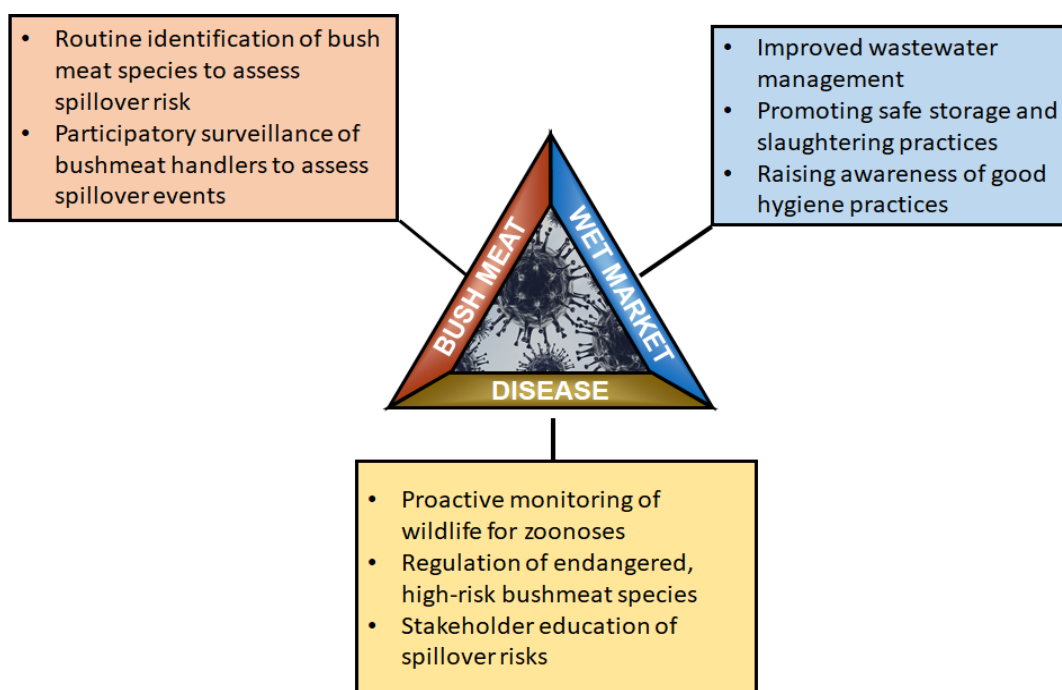 • Routine identification of bush
meat species to assess
spillover risk
• Participatory surveillance of
bushmeat handlers to assess
spillover events
• Improved wastewater
management
• Promoting safe storage and
slaughtering practices
• Raising awareness of good
hygiene practices
BUSH MEAT
WET MARKET
DISEASE
• Proactive monitoring of
wildlife for zoonoses
• Regulation of endangered,
high-risk bushmeat species
• Stakeholder education of
spillover risks